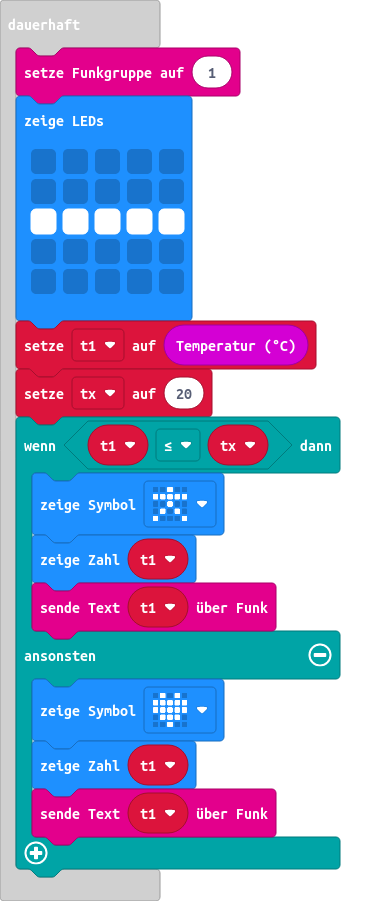 dauerhaft
setze Funkgruppe auf 1
zeige LEDs
setze t1 auf Temperatur (°C)
setze tx auf 20
wenn t1 ≤ tx dann
zeige Symbol
zeige Zahl t1
sende Text t1 über Funk
ansonsten
zeige Symbol
zeige Zahl t1
sende Text t1 über Funk